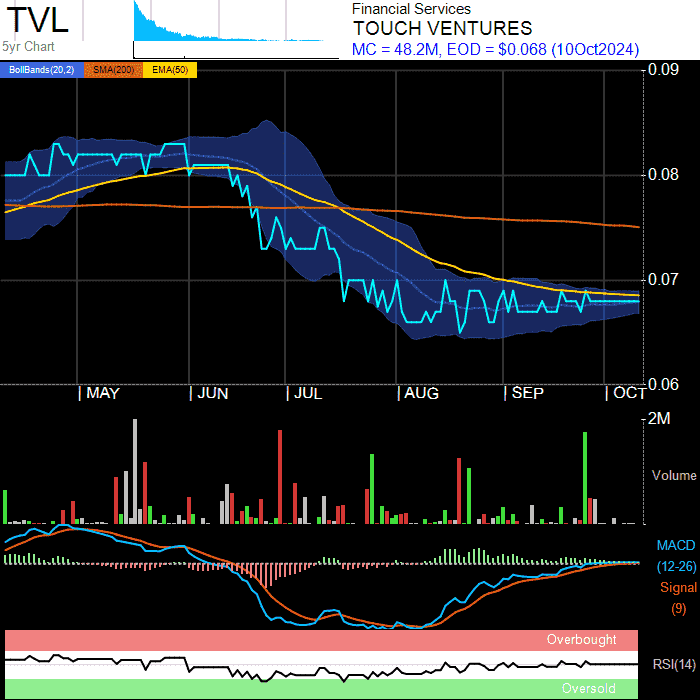 TVL
5yr Chart
Financial Services
TOUCH VENTURES
MC = 48.2M, EOD = $0.068 (10Oct2024)
BollBands(20,2) SMA(200) EMA(50)
0.09
0.08
0.07
0.06
| MAY | JUN | JUL | AUG | SEP | OCT
2M
Volume
MACD
(12-26)
Signal
(9)
Overbought
RSI(14)
Oversold